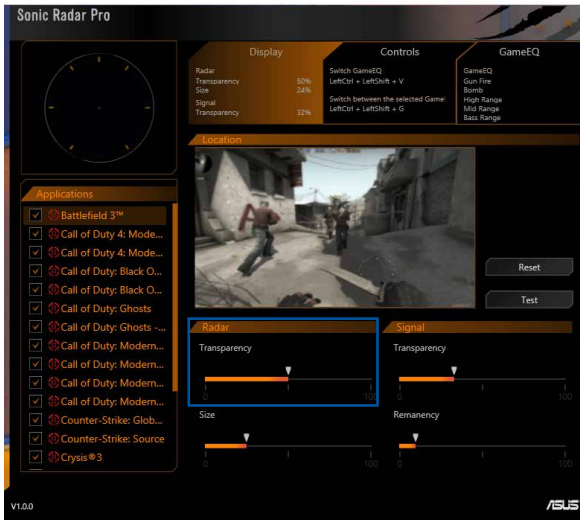 Sonic Radar Pro
Display
Radar
Transparency 50%
Size 24%
Signal
Transparency 32%
Controls
Switch GameEQ
LeftCtrl + LeftShift + V
Switch between the selected Game
LeftCtrl + LeftShift + G
GameEQ
GameEQ
Gun Fire
Bomb
High Range
Mid Range
Bass Range
Location
Reset
Test
Applications
Battlefield 3™
Call of Duty 4: Mode...
Call of Duty 4: Mode...
Call of Duty: Black O...
Call of Duty: Black O...
Call of Duty: Ghosts
Call of Duty: Ghosts -...
Call of Duty: Modern...
Call of Duty: Modern...
Call of Duty: Modern...
Call of Duty: Modern...
Counter-Strike: Glob...
Counter-Strike: Source
Crysis®3
Radar
Transparency
0 100
Size
0 100
Signal
Transparency
0 100
Remanency
0 100
V1.0.0
ASUS